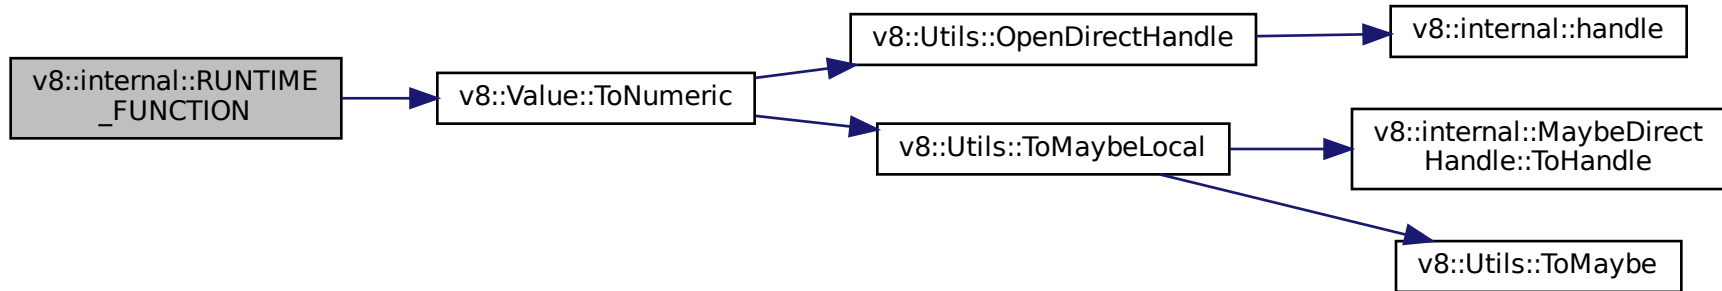 v8::internal::RUNTIME
_FUNCTION
v8::Value::ToNumeric
v8::Utils::OpenDirectHandle
v8::internal::handle
v8::Utils::ToMaybeLocal
v8::internal::MaybeDirect
Handle::ToHandle
v8::Utils::ToMaybe